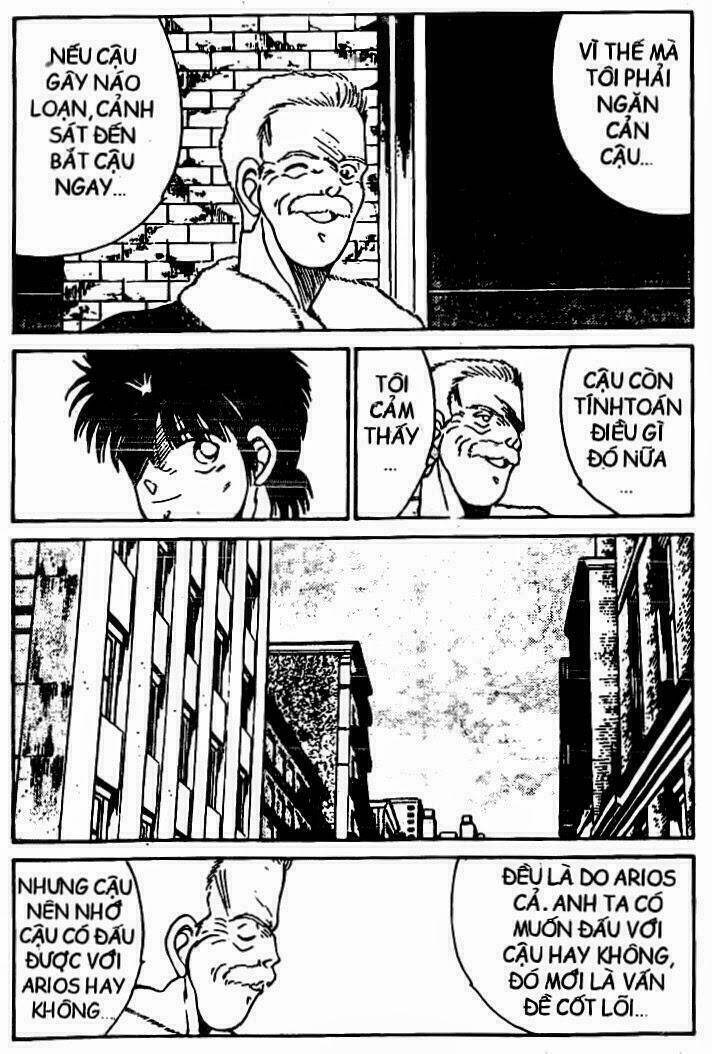 VÌ THẾ MÀ
TÔI PHẢI
NGĂN
CẢN
CẬU...
NẾU CẬU
GÂY NÁO
LOẠN, CẢNH
SÁT ĐẾN
BẮT CẬU
NGAY...
CẬU CÒN
TÍNHTOÁN
ĐIỀU GÌ
ĐÓ NỮA
...
TÔI
CẢM
THẤY
...
ĐỀU LÀ DO ARIOS
CẢ. ANH TA CÓ
MUỐN ĐẤU VỚI
CẬU HAY KHÔNG,
ĐÓ MỚI LÀ VẤN
ĐỀ CỐT LÕI...
NHƯNG CẬU
NÊN NHỚ
CẬU CÓ ĐẤU
ĐƯỢC VỚI
ARIOS HAY
KHÔNG...